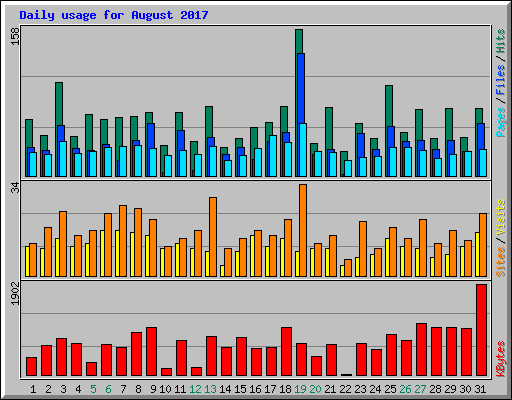 Daily usage for August 2017
158
Pages / Files / Hits
34
Sites / Visits
1902
KBytes
1 2 3 4 5 6 7 8 9 10 11 12 13 14 15 16 17 18 19 20 21 22 23 24 25 26 27 28 29 30 31